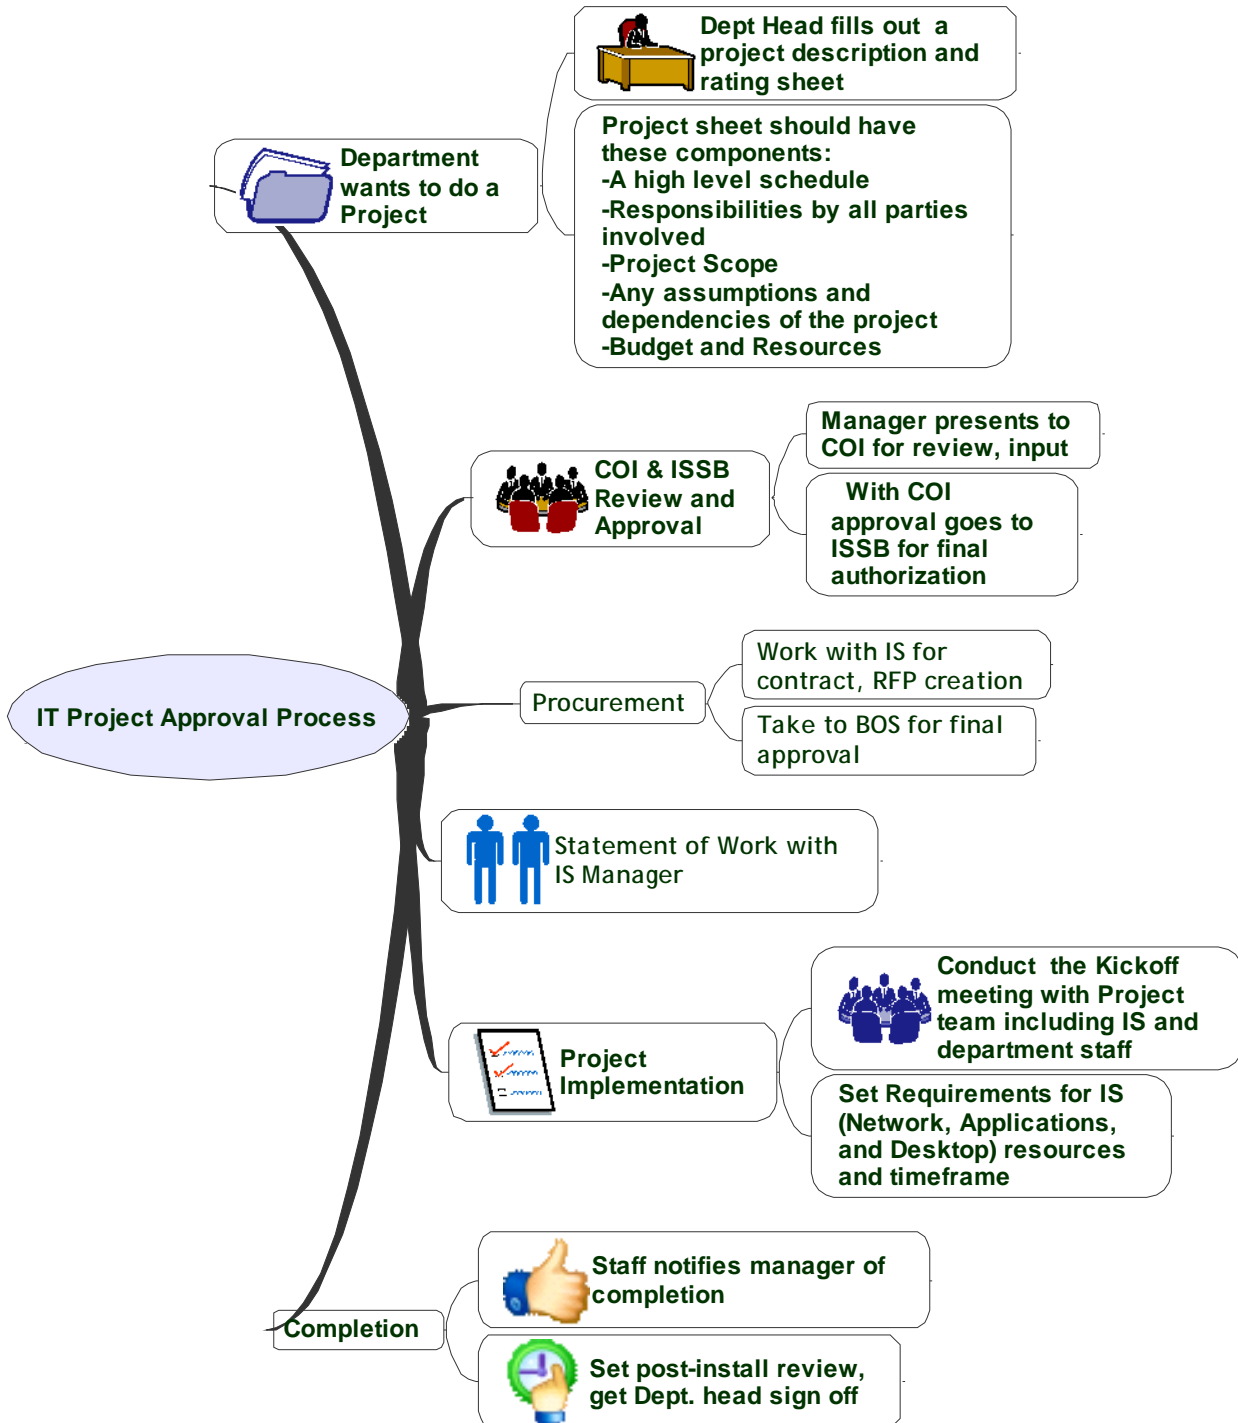 Dept Head fills out a
project description and
rating sheet
Department
wants to do a
Project
Project sheet should have
these components:
-A high level schedule
-Responsibilities by all parties
involved
-Project Scope
-Any assumptions and
dependencies of the project
-Budget and Resources
COI & ISSB
Review and
Approval
Manager presents to
COI for review, input
With COI
approval goes to
ISSB for final
authorization
IT Project Approval Process
Procurement
Work with IS for
contract, RFP creation
Take to BOS for final
approval
Statement of Work with
IS Manager
Project
Implementation
Conduct the Kickoff
meeting with Project
team including IS and
department staff
Set Requirements for IS
(Network, Applications,
and Desktop) resources
and timeframe
Completion
Staff notifies manager of
completion
Set post-install review,
get Dept. head sign off